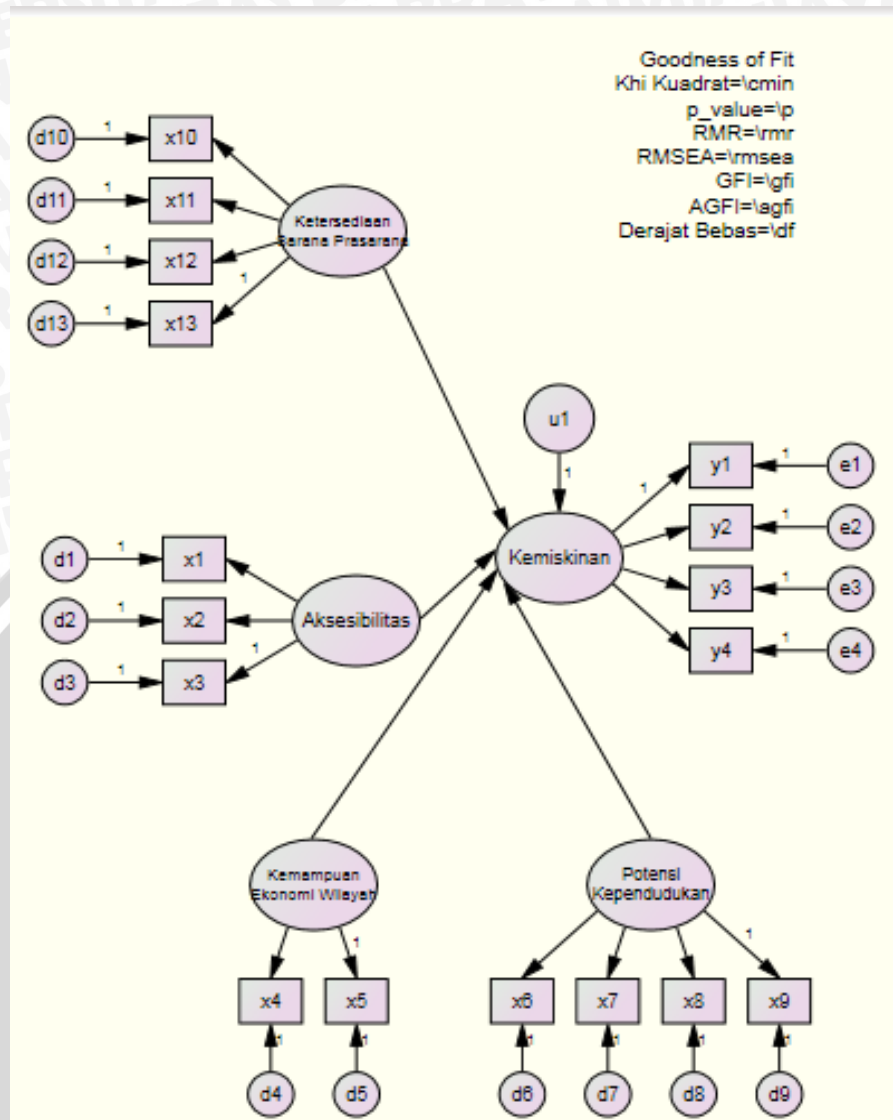 Goodness of Fit
Khi Kuadrat=\cmin
p_value=\p
RMR=\rmr
RMSEA=\rmsea
GFI=\gfi
AGFI=\agfi
Derajat Bebas=\df
d10 1 x10
d11 1 x11
d12 1 x12
d13 1 x13
1
Ketersediaan
Sarana Prasarana
u1
1
1
y1 1 e1
y2 1 e2
y3 1 e3
y4 1 e4
Kemiskinan
d1 1 x1
d2 1 x2
d3 1 x3
1
Aksesibilitas
Kemampuan
Ekonomi Wilayah
Potensi
Kependudukan
1
1
x4 x5 x6 x7 x8 x9
1 1 1 1 1 1
d4 d5 d6 d7 d8 d9